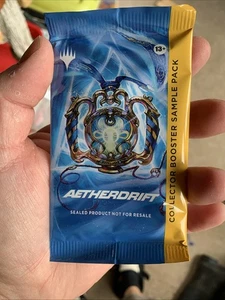 13+
AETHERDRIFT
SEALED PRODUCT NOT FOR RESALE
COLLECTOR BOOSTER SAMPLE PACK